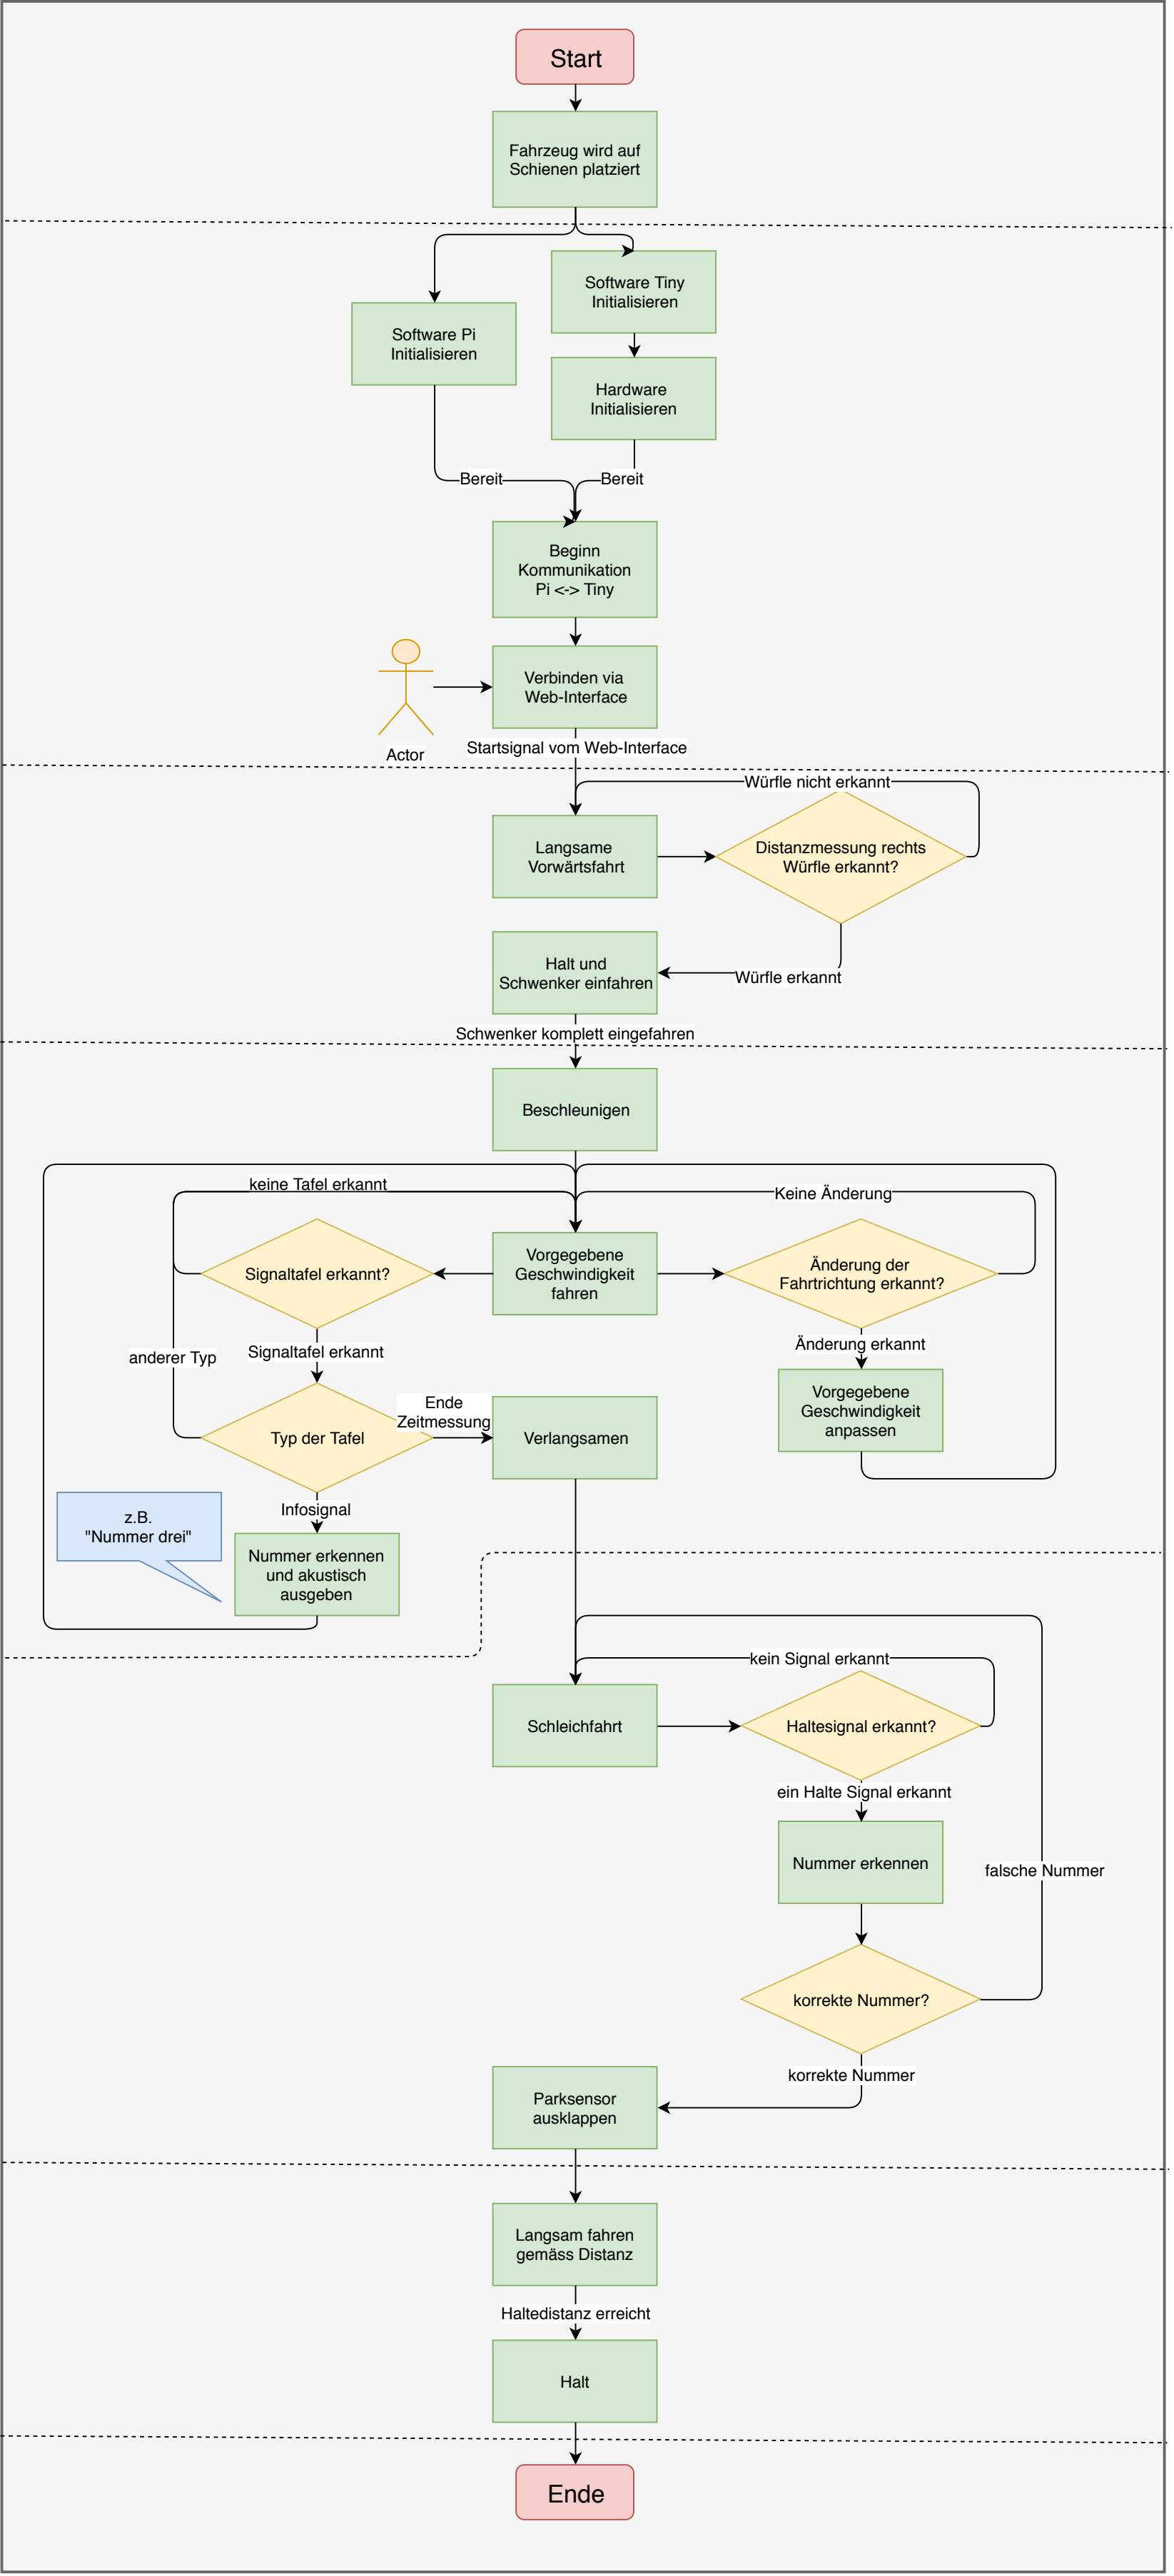 Start
Fahrzeug wird auf
Schienen platziert
Software Tiny
Initialisieren
Software Pi
Initialisieren
Hardware
Initialisieren
Bereit
Bereit
Beginn
Kommunikation
Pi <-> Tiny
Verbinden via
Web-Interface
Actor
Startsignal vom Web-Interface
Würfle nicht erkannt
Langsame
Vorwärtsfahrt
Distanzmessung rechts
Würfle erkannt?
Halt und
Schwenker einfahren
Würfle erkannt
Schwenker komplett eingefahren
Beschleunigen
keine Tafel erkannt
Keine Änderung
Signaltafel erkannt?
Vorgegebene
Geschwindigkeit
fahren
Änderung der
Fahrtrichtung erkannt?
anderer Typ
Signaltafel erkannt
Änderung erkannt
Typ der Tafel
Ende
Zeitmessung
Verlangsamen
Vorgegebene
Geschwindigkeit
anpassen
Infosignal
z.B.
"Nummer drei"
Nummer erkennen
und akustisch
ausgeben
kein Signal erkannt
Schleichfahrt
Haltesignal erkannt?
ein Halte Signal erkannt
Nummer erkennen
falsche Nummer
korrekte Nummer?
korrekte Nummer
Parksensor
ausklappen
Langsam fahren
gemäss Distanz
Haltedistanz erreicht
Halt
Ende